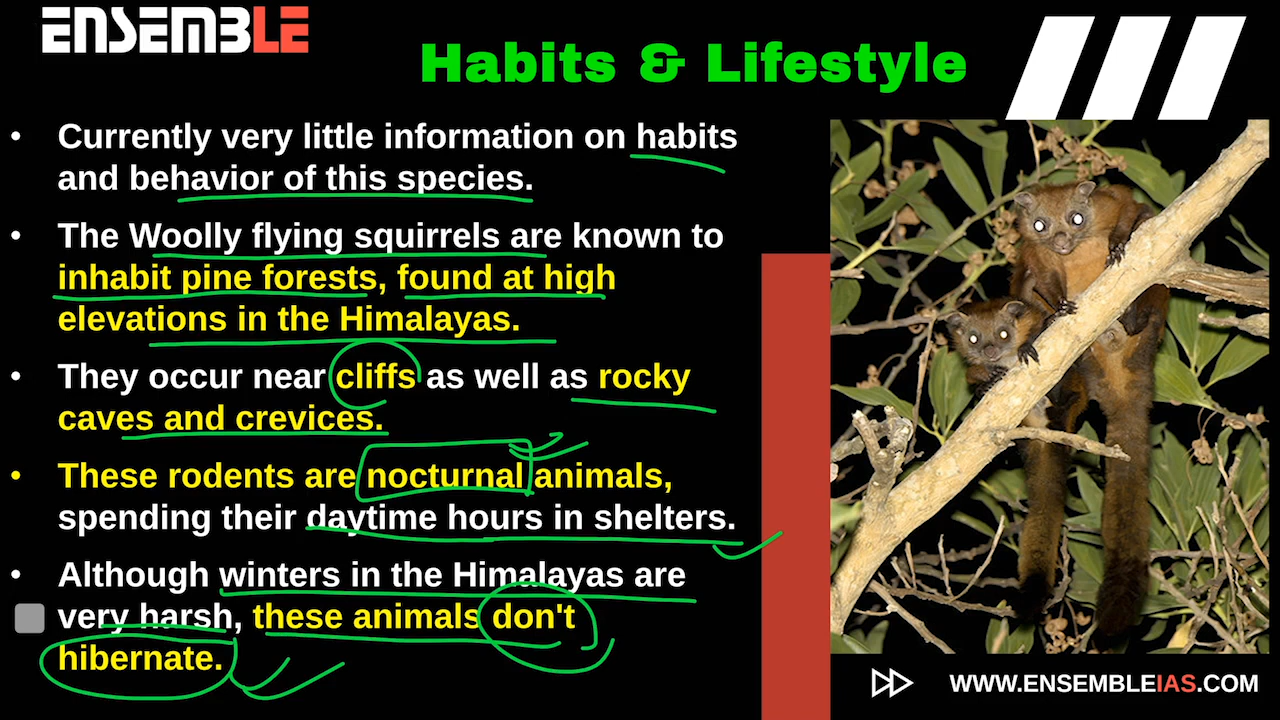 ENSEMBLE
Habits & Lifestyle
• Currently very little information on habits
and behavior of this species.
• The Woolly flying squirrels are known to
inhabit pine forests, found at high
elevations in the Himalayas.
• They occur near cliffs as well as rocky
caves and crevices.
• These rodents are nocturnal animals,
spending their daytime hours in shelters.
• Although winters in the Himalayas are
very harsh, these animals don't
hibernate.
WWW.ENSEMBLEIAS.COM